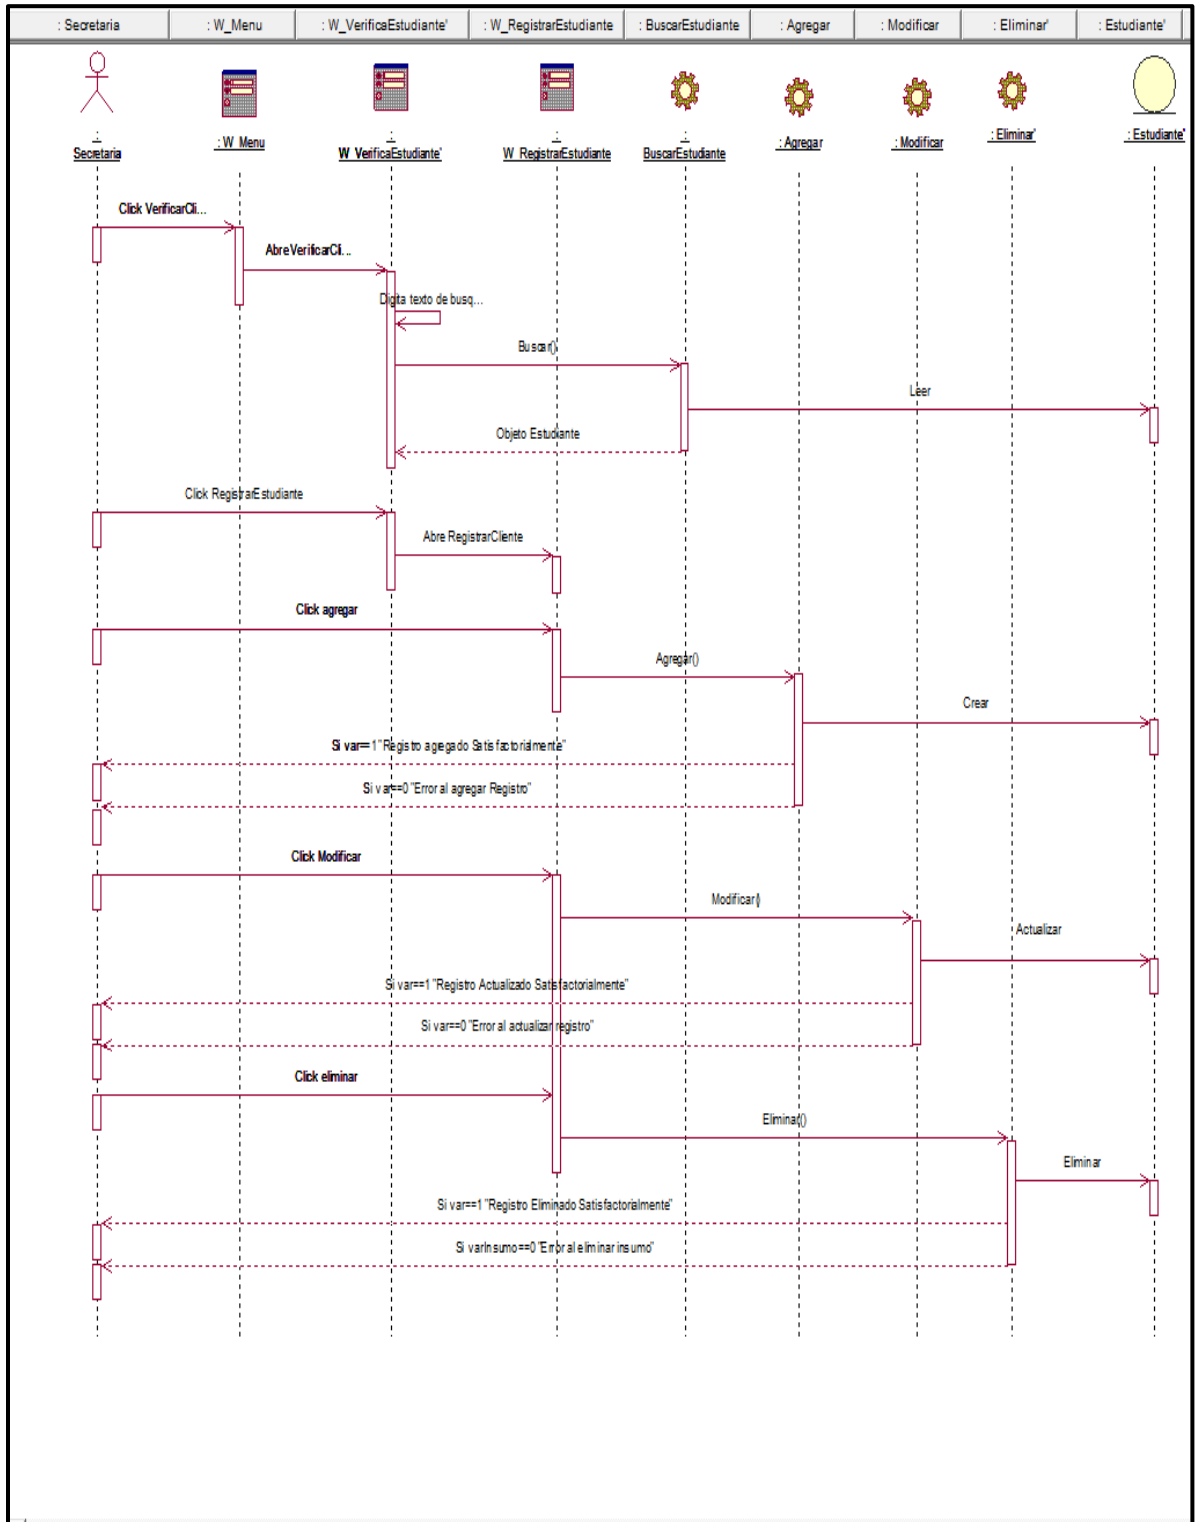 : Secretaria
: W_Menu
: W_VerificaEstudiante'
: W_RegistrarEstudiante
: BuscarEstudiante
: Agregar
: Modificar
: Eliminar'
: Estudiante'
:
Secretaria
: W_Menu
:
W_VerificaEstudiante'
:
W_RegistrarEstudiante
:
BuscarEstudiante
: Agregar
: Modificar
: Eliminar'
: Estudiante'
Click VerificarCli...
AbreVerificarCli...
Digita texto de busq...
Buscar()
Leer
Objeto Estudiante
Click RegistrarEstudiante
Abre RegistrarCliente
Click agregar
Agregar()
Crear
Si var==1 "Registro agregado Satisfactorialmente"
Si var==0 "Error al agregar Registro"
Click Modificar
Modificar()
Actualizar
Si var==1 "Registro Actualizado Satisfactorialmente"
Si var==0 "Error al actualizar registro"
Click eliminar
Eliminar()
Eliminar
Si var==1 "Registro Eliminado Satisfactorialmente"
Si varInsumo==0 "Error al eliminar insumo"